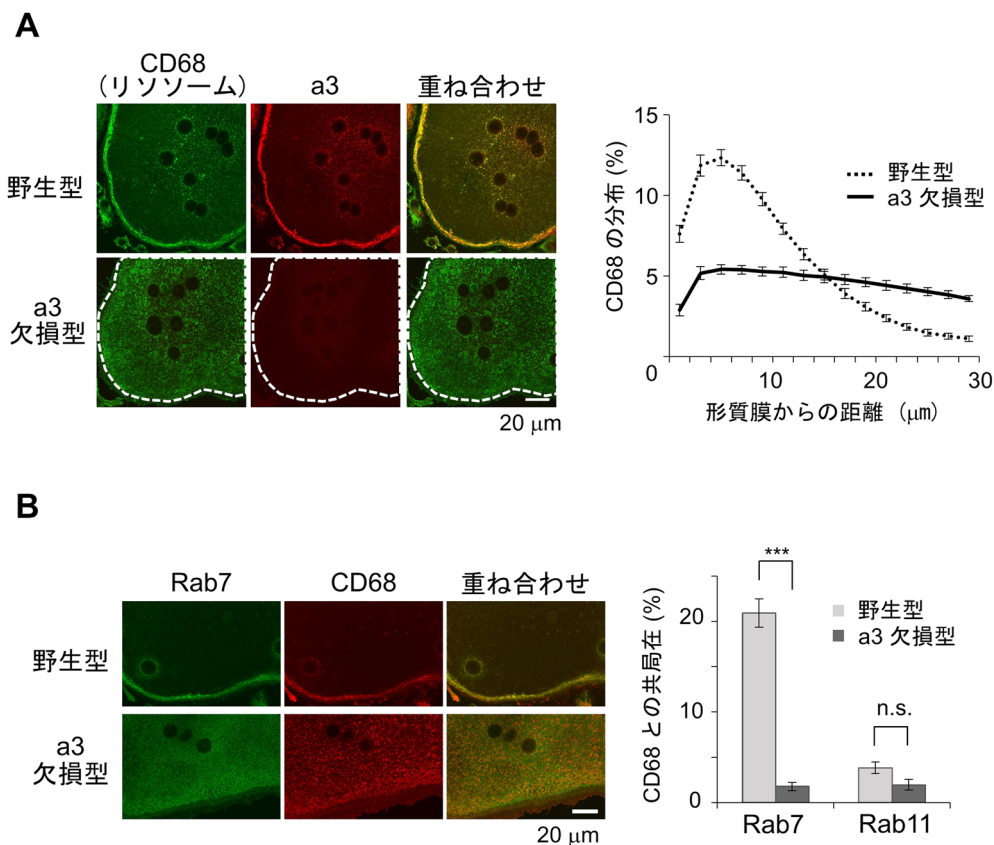 A
CD68
(リソソーム)
a3
重ね合わせ
野生型
a3
欠損型
20 μm
CD68 の分布 (%)
15
10
5
0
10
20
30
形質膜からの距離 (μm)
野生型
a3 欠損型
B
Rab7
CD68
重ね合わせ
野生型
a3
欠損型
20 μm
CD68 との共局在 (%)
20
10
0
***
n.s.
野生型
a3 欠損型
Rab7
Rab11